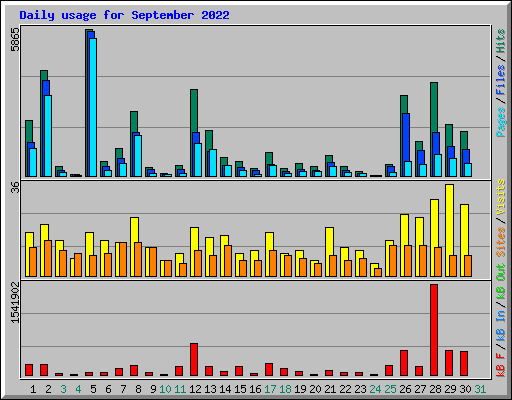 Daily usage for September 2022
5865
36
1541902
Pages / Files / Hits
Sites / Visits
kB F / kB In / kB Out
1 2 3 4 5 6 7 8 9 10 11 12 13 14 15 16 17 18 19 20 21 22 23 24 25 26 27 28 29 30 31